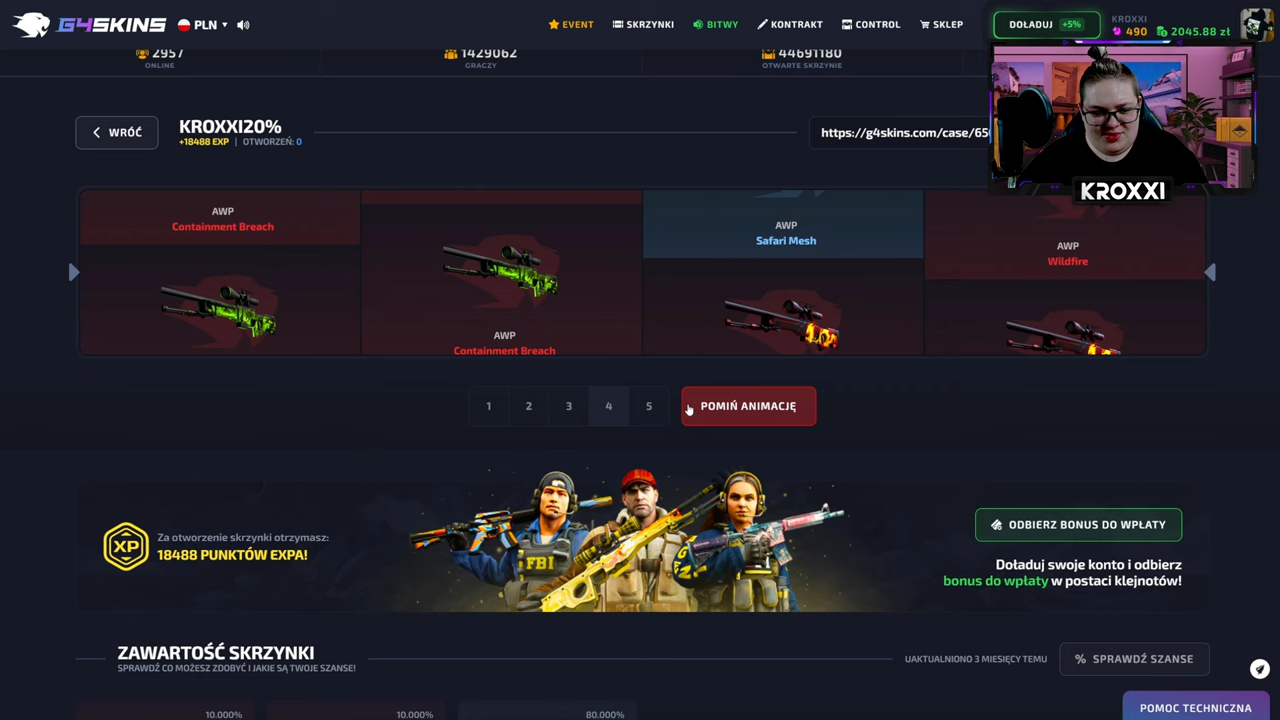 G4SKINS
PLN
EVENT
SKRZYNKI
BITWY
KONTRAKT
CONTROL
SKLEP
DOŁADUJ +5%
KROXXI
490
2045.88 zł
2957
ONLINE
1429062
GRACZY
44691180
OTWARTE SKRZYNIE
WRÓĆ
KROXXI20%
+18488 EXP | OTWORZEŃ: 0
https://g4skins.com/case/65
KROXXI
AWP
Containment Breach
AWP
Containment Breach
AWP
Safari Mesh
AWP
Wildfire
1
2
3
4
5
POMIŃ ANIMACJĘ
XP
Za otworzenie skrzynki otrzymasz:
18488 PUNKTÓW EXPA!
FBI
ODBIERZ BONUS DO WPŁATY
Doładuj swoje konto i odbierz
bonus do wpłaty w postaci klejnotów!
ZAWARTOŚĆ SKRZYNKI
SPRAWDŹ CO MOŻESZ ZDOBYĆ I JAKIE SĄ TWOJE SZANSE!
UAKTUALNIONO 3 MIESIĘCY TEMU
% SPRAWDŹ SZANSE
10.000%
10.000%
80.000%
POMOC TECHNICZNA